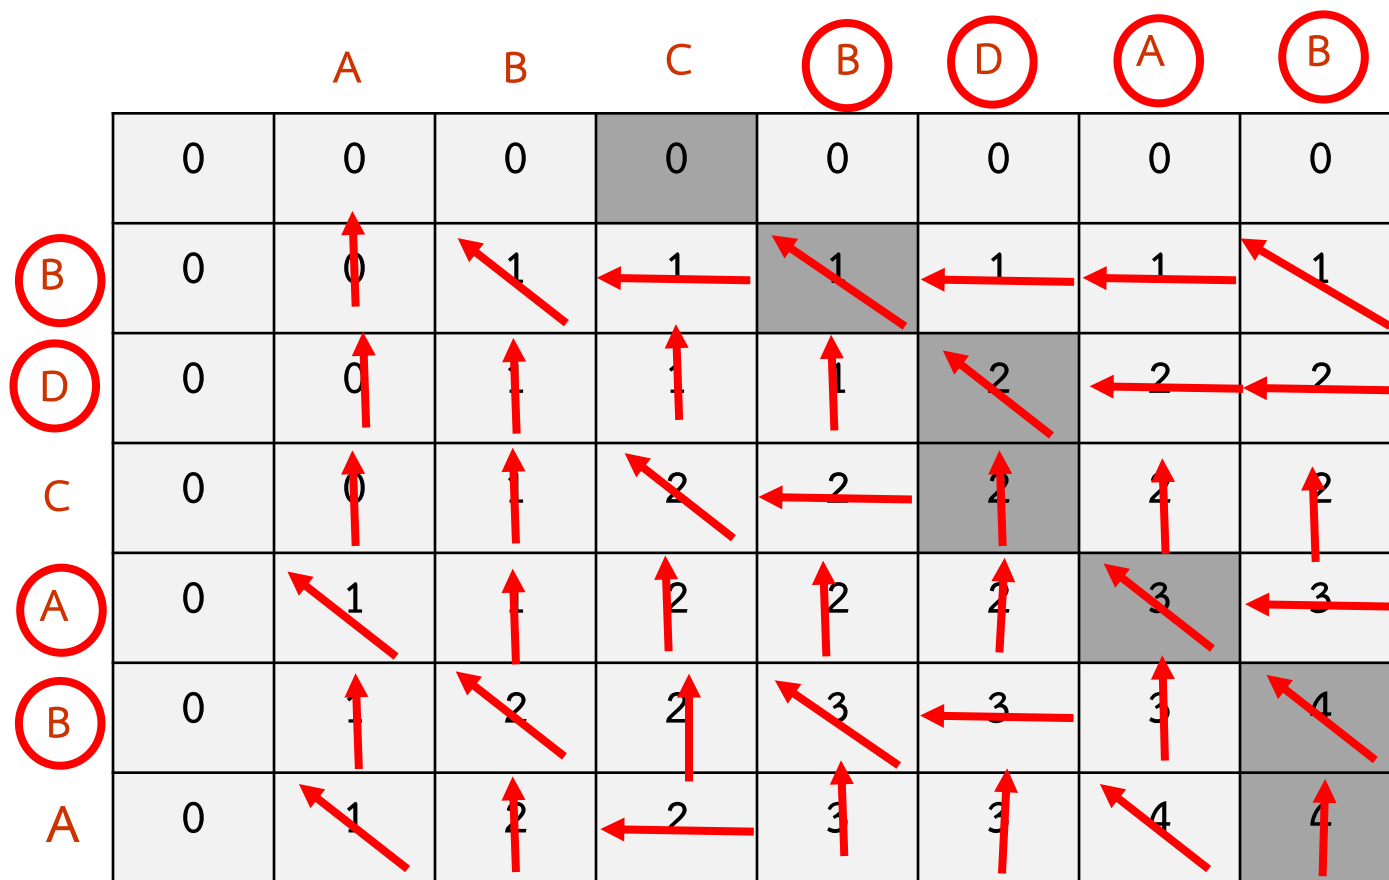 A B C B D A B
0 0 0 0 0 0 0 0
B 0 0 1 1 1 1 1 1
D 0 0 1 1 1 2 2 2
C 0 0 1 2 2 2 2 2
A 0 1 1 2 2 2 3 3
B 0 1 2 2 3 3 3 4
A 0 1 2 2 3 3 4 4